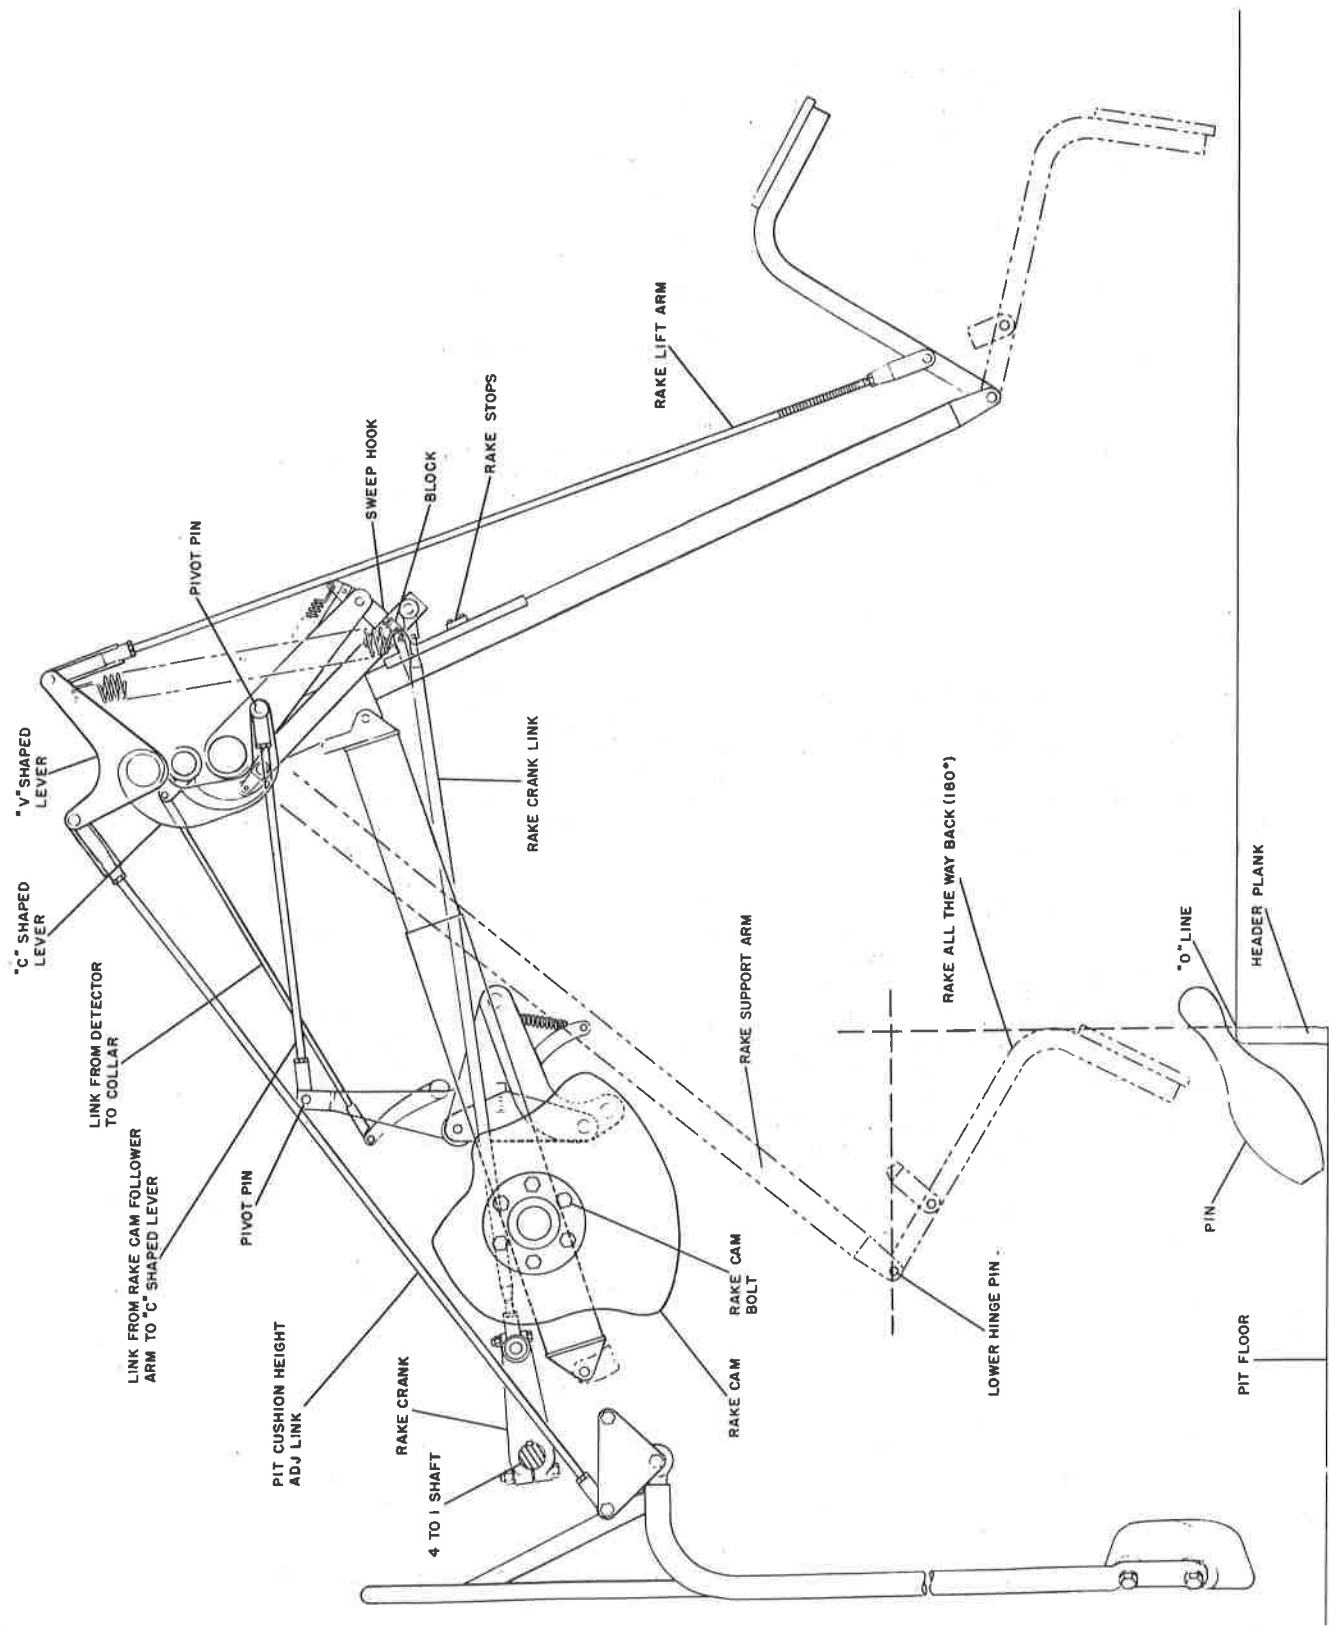 "V" SHAPED
LEVER
"C" SHAPED
LEVER
LINK FROM DETECTOR
TO COLLAR
LINK FROM RAKE CAM FOLLOWER
ARM TO "C" SHAPED LEVER
PIVOT PIN
PIT CUSHION HEIGHT
ADJ LINK
RAKE CRANK
4 TO 1 SHAFT
PIVOT PIN
SWEEP HOOK
BLOCK
RAKE STOPS
RAKE LIFT ARM
RAKE CRANK LINK
RAKE SUPPORT ARM
RAKE CAM
BOLT
RAKE CAM
RAKE ALL THE WAY BACK (180°)
LOWER HINGE PIN
"O" LINE
HEADER PLANK
PIN
PIT FLOOR